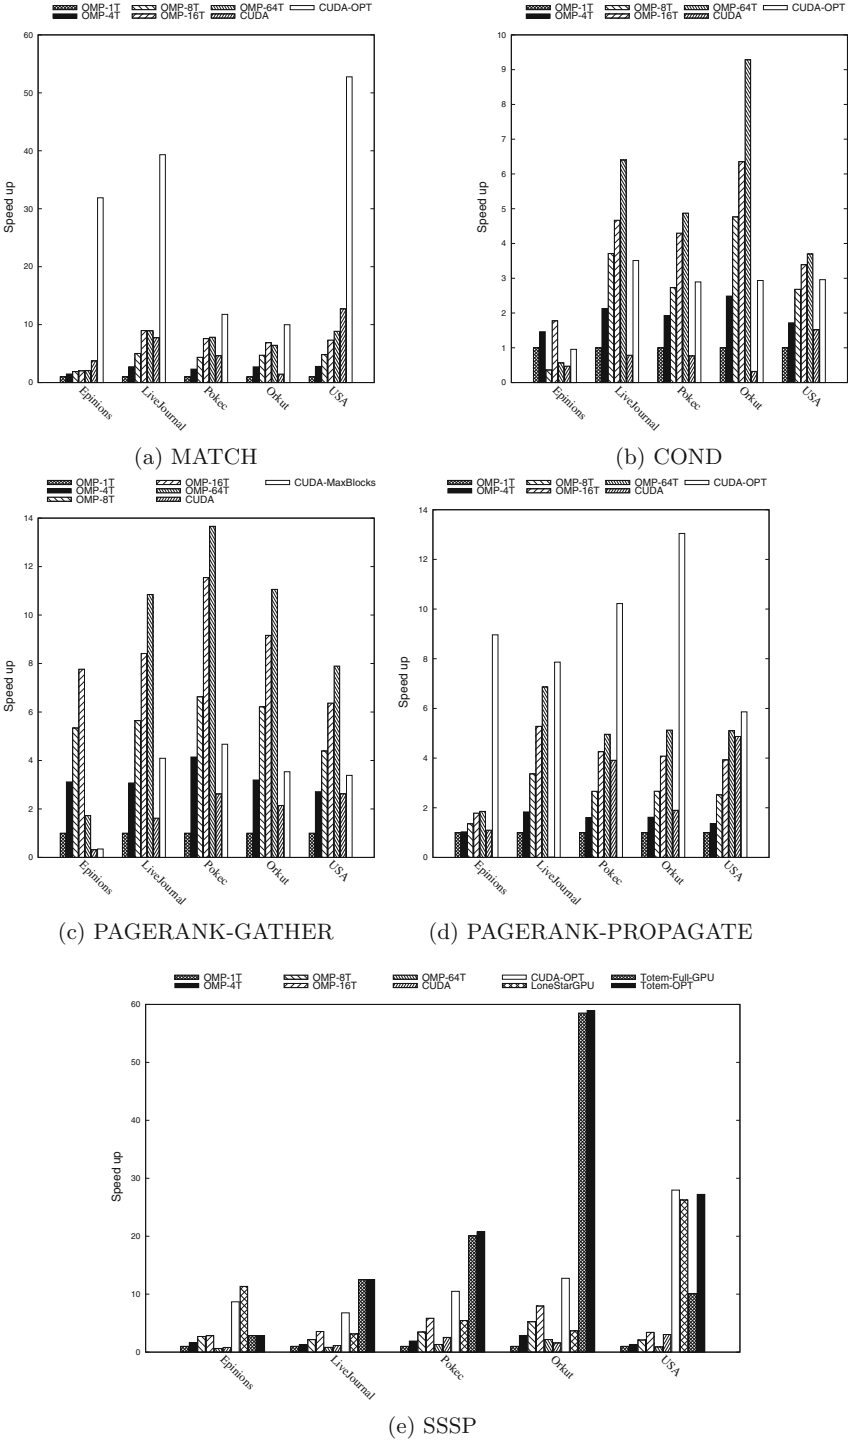 OMP-1T OMP-8T OMP-64T CUDA-OPT
OMP-4T OMP-16T CUDA
60
50
40
30
20
10
0
Speed up
Epinions
LiveJournal
Pokec
Orkut
USA
(a) MATCH
OMP-1T OMP-8T OMP-64T CUDA-OPT
OMP-4T OMP-16T CUDA
10
9
8
7
6
5
4
3
2
1
0
Speed up
Epinions
LiveJournal
Pokec
Orkut
USA
(b) COND
OMP-1T OMP-16T CUDA-MaxBlocks
OMP-4T OMP-64T
OMP-8T CUDA
14
12
10
8
6
4
2
0
Speed up
Epinions
LiveJournal
Pokec
Orkut
USA
(c) PAGERANK-GATHER
OMP-1T OMP-8T OMP-64T CUDA-OPT
OMP-4T OMP-16T CUDA
14
12
10
8
6
4
2
0
Speed up
Epinions
LiveJournal
Pokec
Orkut
USA
(d) PAGERANK-PROPAGATE
OMP-1T OMP-8T OMP-64T CUDA-OPT Totem-Full-GPU
OMP-4T OMP-16T CUDA LoneStarGPU Totem-OPT
60
50
40
30
20
10
0
Speed up
Epinions
LiveJournal
Pokec
Orkut
USA
(e) SSSP